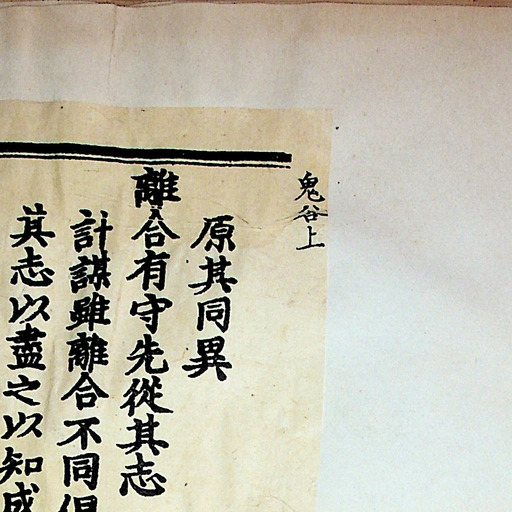 鬼谷上
原其同異
離合有守先從其志
計謀雖離合不同但
其志以盡之以知成